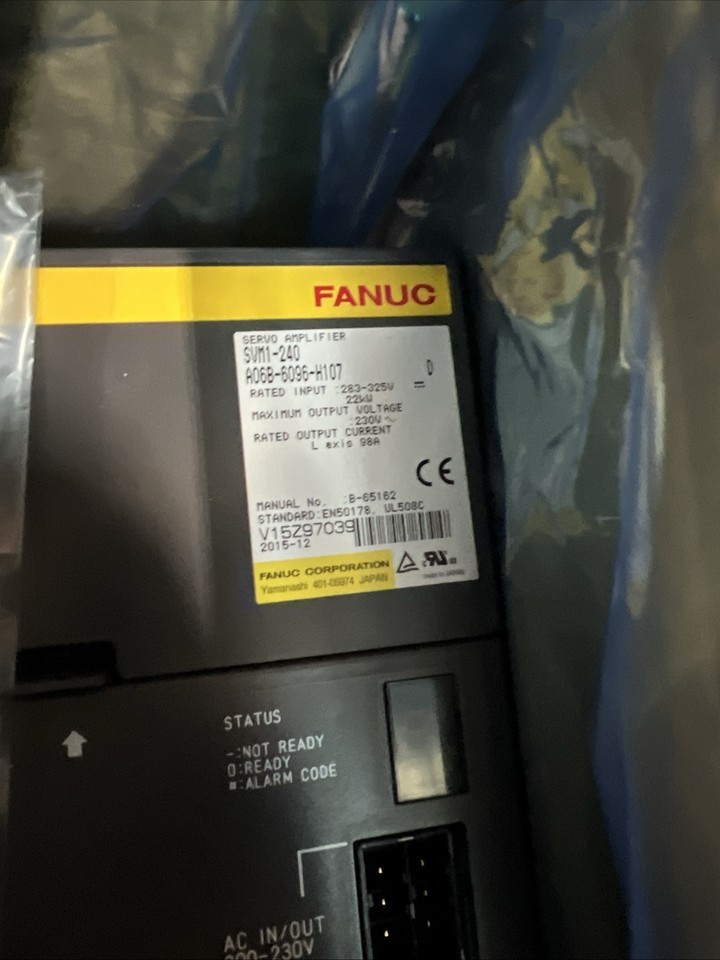 FANUC
SERVO AMPLIFIER
SVM1-240
A06B-6096-H107 D
RATED INPUT :283-325V =
22kW
MAXIMUM OUTPUT VOLTAGE
:230V ~
RATED OUTPUT CURRENT
L axis 98A
CE
MANUAL No. :B-65162
STANDARD:EN50178, UL508C
V15Z97039
2015-12
FANUC CORPORATION
Yamanashi JAPAN
STATUS
-:NOT READY
0:READY
#:ALARM CODE
AC IN/OUT
200-230V